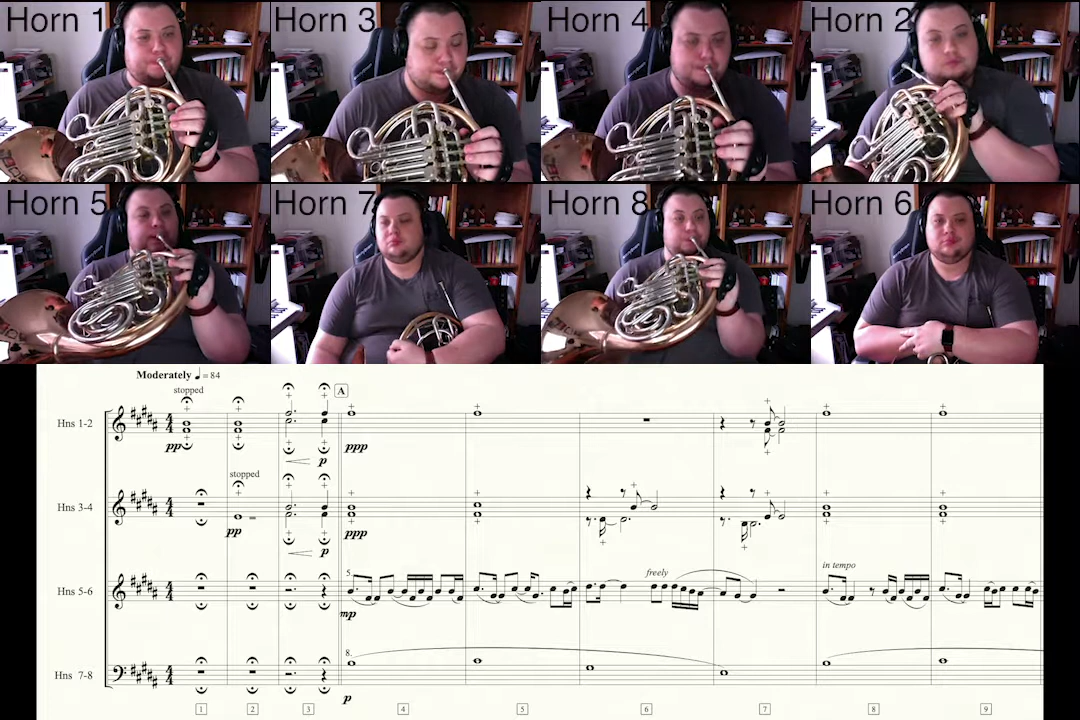 Horn 1
Horn 3
Horn 4
Horn 2
Horn 5
Horn 7
Horn 8
Horn 6
Moderately ♩ = 84
stopped
A
Hns 1-2
pp
p
ppp
stopped
Hns 3-4
pp
p
ppp
5.
freely
in tempo
Hns 5-6
mp
8.
Hns 7-8
p
1 2 3 4 5 6 7 8 9